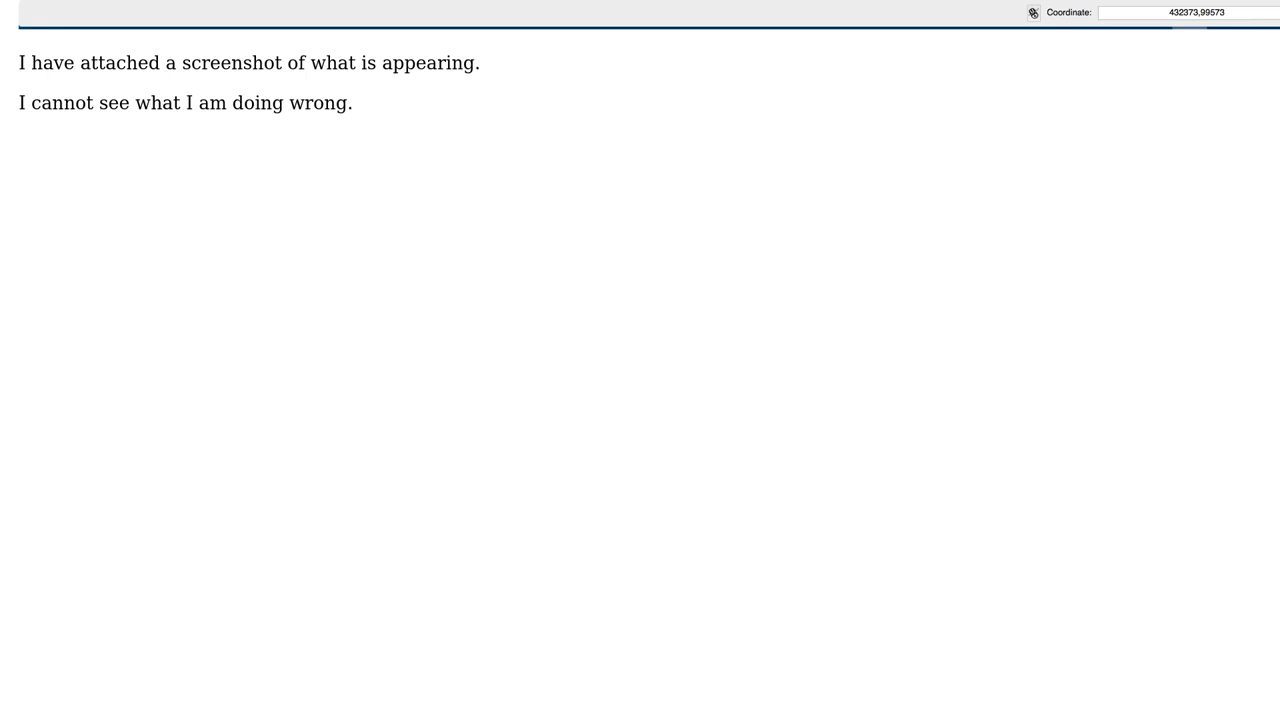 Coordinate: 432373,99573
I have attached a screenshot of what is appearing.
I cannot see what I am doing wrong.